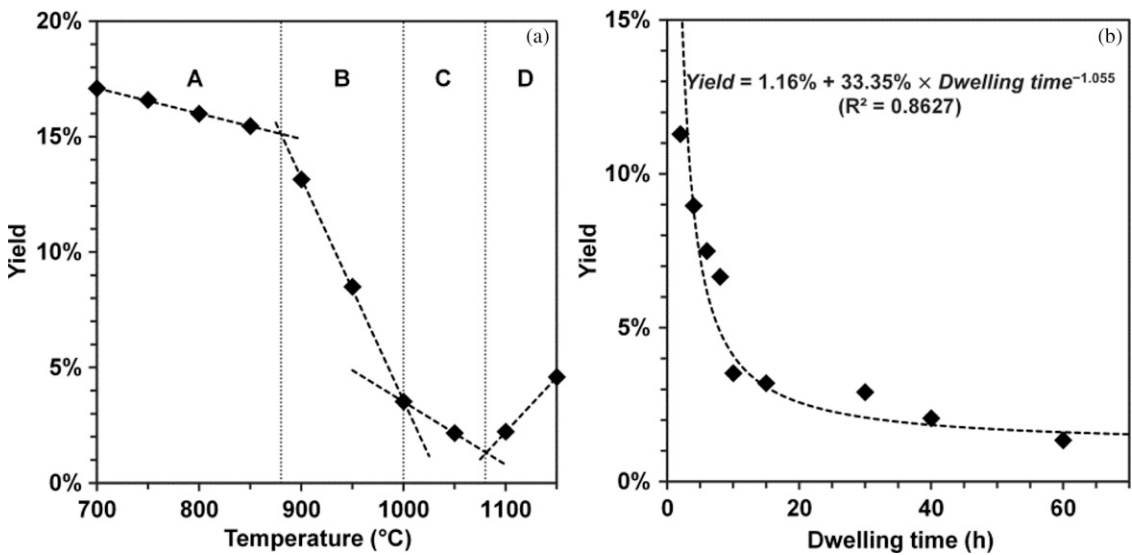 (a)
A B C D
20%
15%
10%
5%
0%
Yield
700 800 900 1000 1100
Temperature (°C)
(b)
Yield = 1.16% + 33.35% × Dwelling time⁻¹·⁰⁵⁵
(R² = 0.8627)
15%
10%
5%
0%
Yield
0 20 40 60
Dwelling time (h)